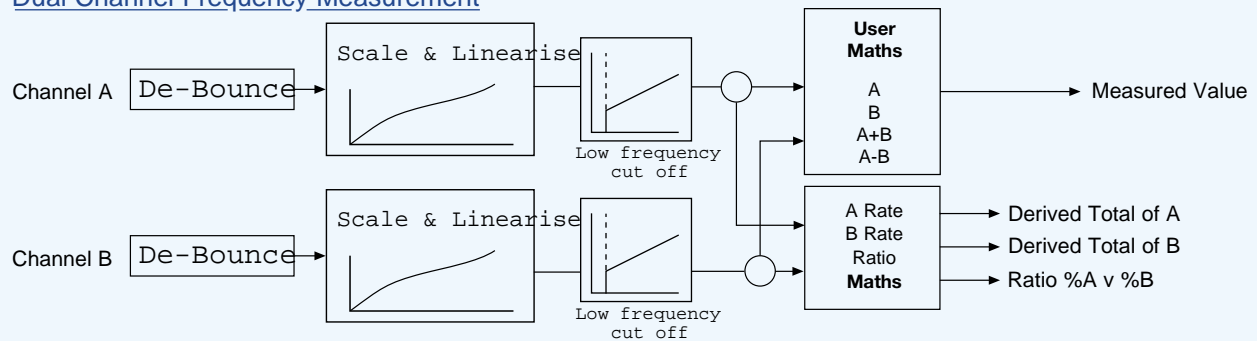 Dual Channel Frequency Measurement
Channel A
De-Bounce
Scale & Linearise
Low frequency
cut off
User
Maths
A
B
A+B
A-B
Measured Value
Channel B
De-Bounce
Scale & Linearise
Low frequency
cut off
A Rate
B Rate
Ratio
Maths
Derived Total of A
Derived Total of B
Ratio %A v %B